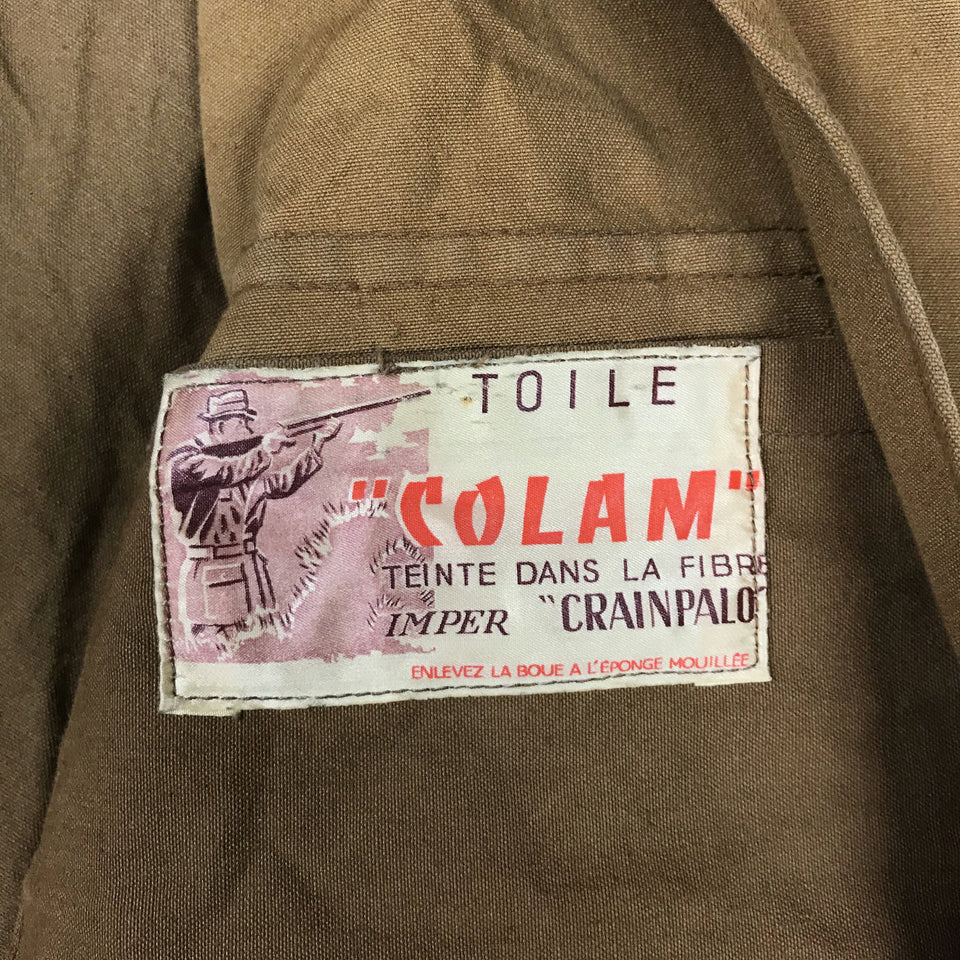 TOILE
"COLAM"
TEINTE DANS LA FIBRE
IMPER "CRAINPALO"
ENLEVEZ LA BOUE A L'ÉPONGE MOUILLÉE